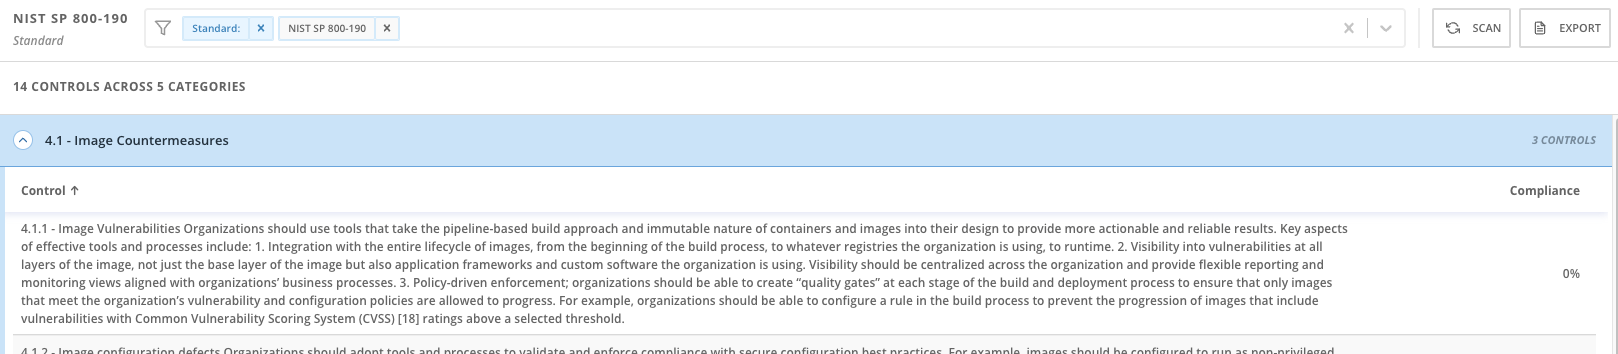 NIST SP 800-190
Standard
Standard: × NIST SP 800-190 ×
SCAN
EXPORT
14 CONTROLS ACROSS 5 CATEGORIES
4.1 - Image Countermeasures
3 CONTROLS
Control ↑
Compliance
4.1.1 - Image Vulnerabilities Organizations should use tools that take the pipeline-based build approach and immutable nature of containers and images into their design to provide more actionable and reliable results. Key aspects
of effective tools and processes include: 1. Integration with the entire lifecycle of images, from the beginning of the build process, to whatever registries the organization is using, to runtime. 2. Visibility into vulnerabilities at all
layers of the image, not just the base layer of the image but also application frameworks and custom software the organization is using. Visibility should be centralized across the organization and provide flexible reporting and
monitoring views aligned with organizations’ business processes. 3. Policy-driven enforcement; organizations should be able to create “quality gates” at each stage of the build and deployment process to ensure that only images
that meet the organization’s vulnerability and configuration policies are allowed to progress. For example, organizations should be able to configure a rule in the build process to prevent the progression of images that include
vulnerabilities with Common Vulnerability Scoring System (CVSS) [18] ratings above a selected threshold.
0%
4.1.2 - Image configuration defects Organizations should adopt tools and processes to validate and enforce compliance with secure configuration best practices. For example, images should be configured to run as non-privileged